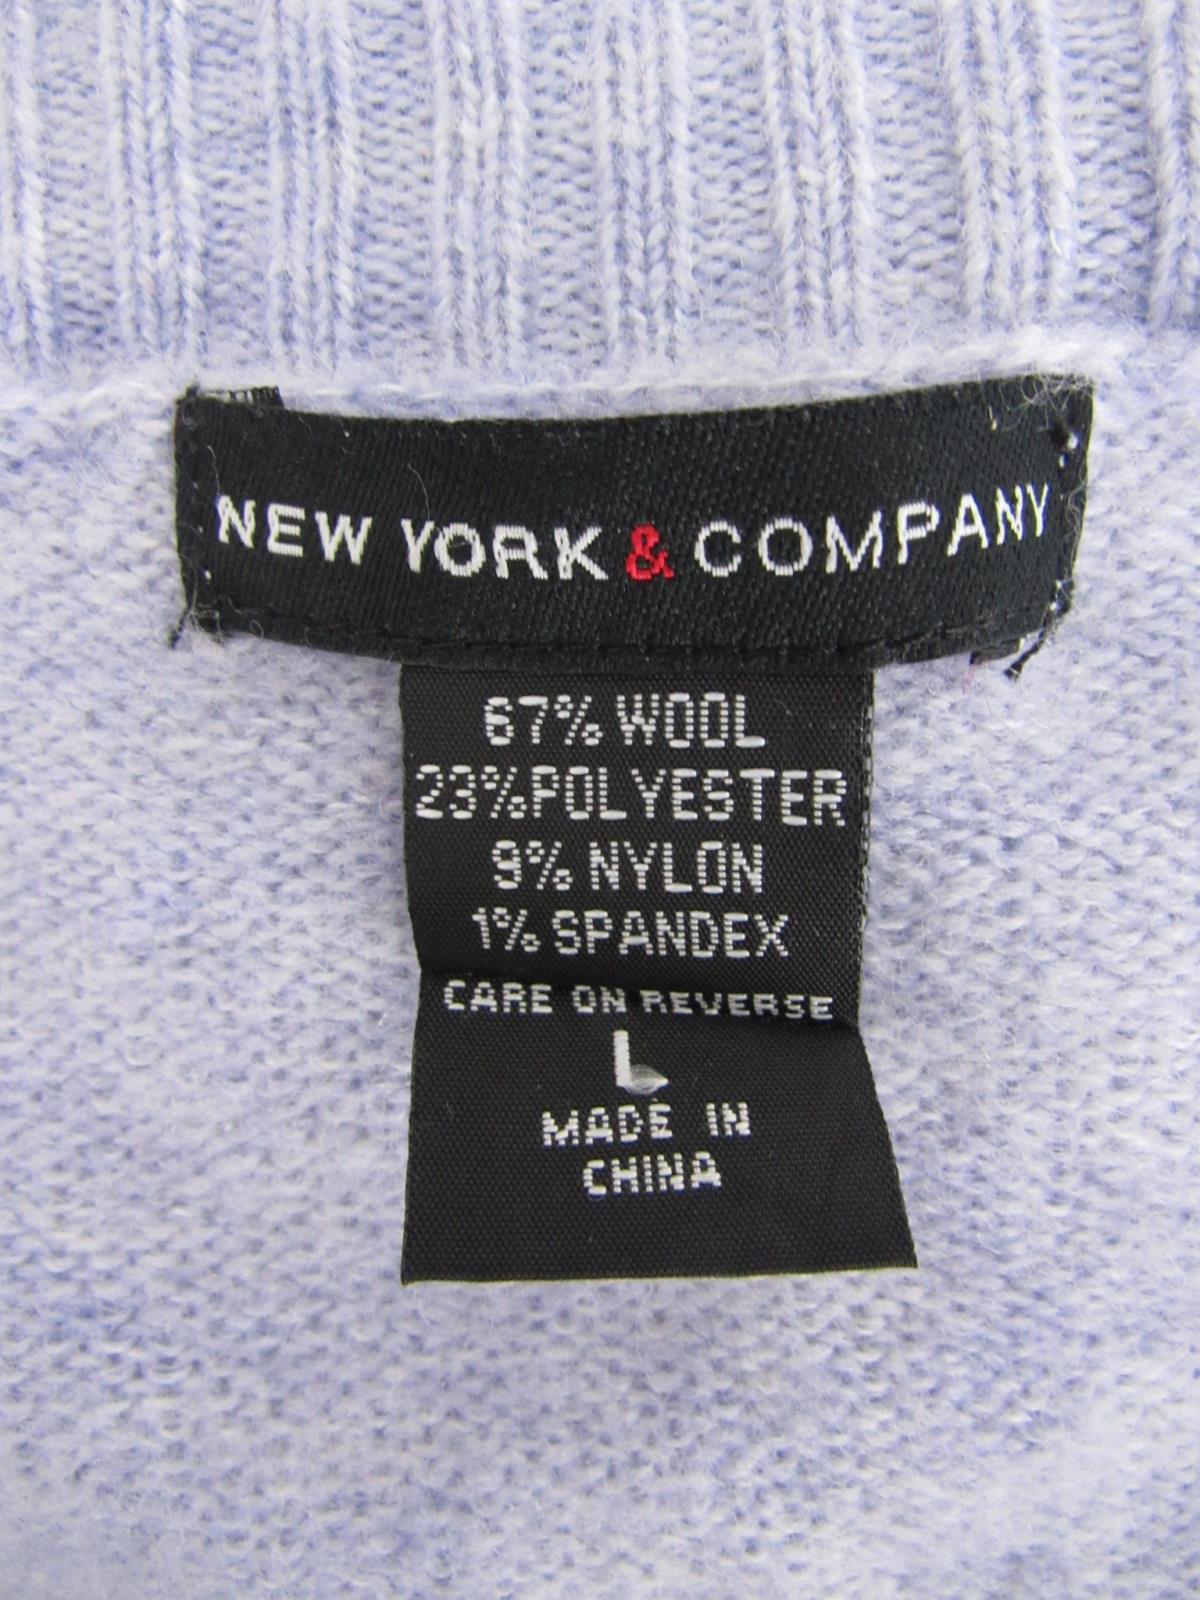 NEW YORK & COMPANY
67% WOOL
23%POLYESTER
9% NYLON
1% SPANDEX
CARE ON REVERSE
L
MADE IN
CHINA